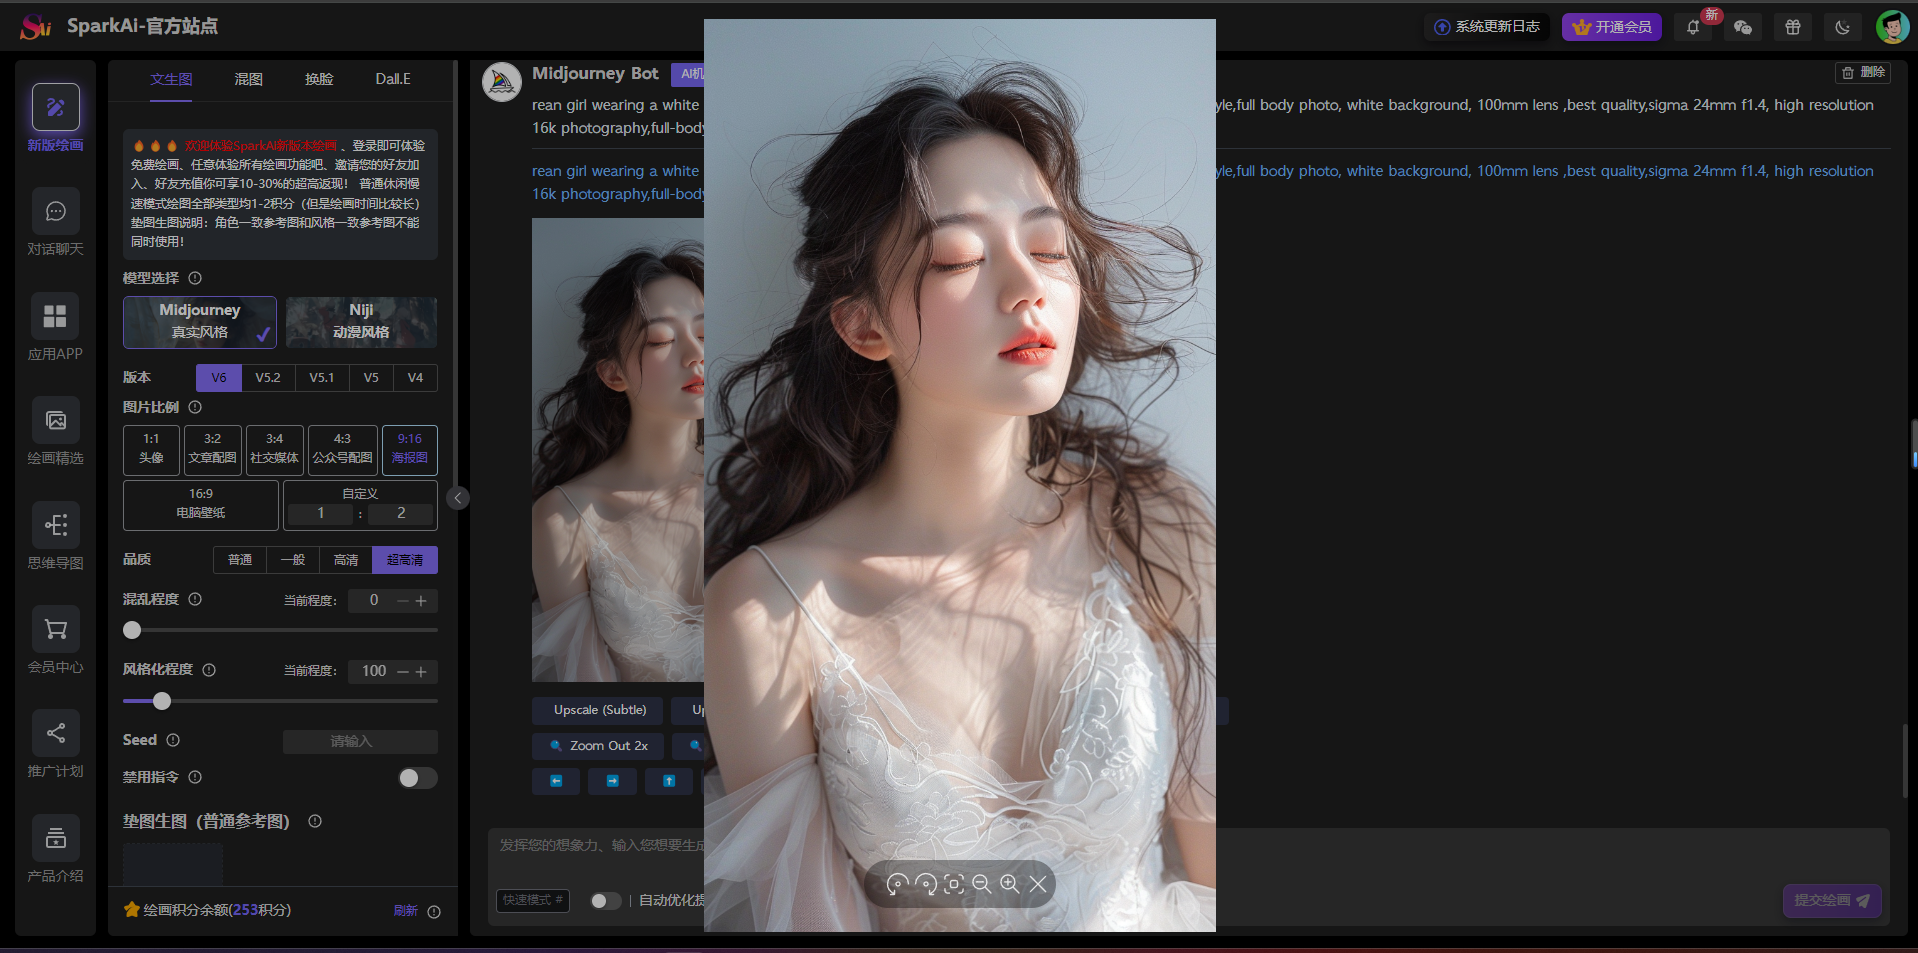 SparkAi-官方站点
系统更新日志
开通会员
新
新版绘画
对话聊天
应用APP
绘画精选
思维导图
会员中心
推广计划
产品介绍
文生图
混图
换脸
Dall.E
欢迎体验SparkAi新版本绘画 、登录即可体验
免费绘画、任意体验所有绘画功能吧、邀请您的好友加
入、好友充值你可享10-30%的超高返现！ 普通休闲慢
速模式绘图全部类型均1-2积分（但是绘画时间比较长）
垫图生图说明：角色一致参考图和风格一致参考图不能
同时使用！
模型选择
Midjourney
真实风格
Niji
动漫风格
版本
V6
V5.2
V5.1
V5
V4
图片比例
1:1
头像
3:2
文章配图
3:4
社交媒体
4:3
公众号配图
9:16
海报图
16:9
电脑壁纸
自定义
1 : 2
品质
普通
一般
高清
超高清
混乱程度
当前程度： 0
风格化程度
当前程度： 100
Seed
请输入
禁用指令
垫图生图（普通参考图）
绘画积分余额(253积分)
刷新
Midjourney Bot
AI机
删除
rean girl wearing a white
yle,full body photo, white background, 100mm lens ,best quality,sigma 24mm f1.4, high resolution
16k photography,full-body
rean girl wearing a white
yle,full body photo, white background, 100mm lens ,best quality,sigma 24mm f1.4, high resolution
16k photography,full-body
Upscale (Subtle)
Up
Zoom Out 2x
发挥您的想象力、输入您想要生成
快速模式 #
自动优化提
提交绘画